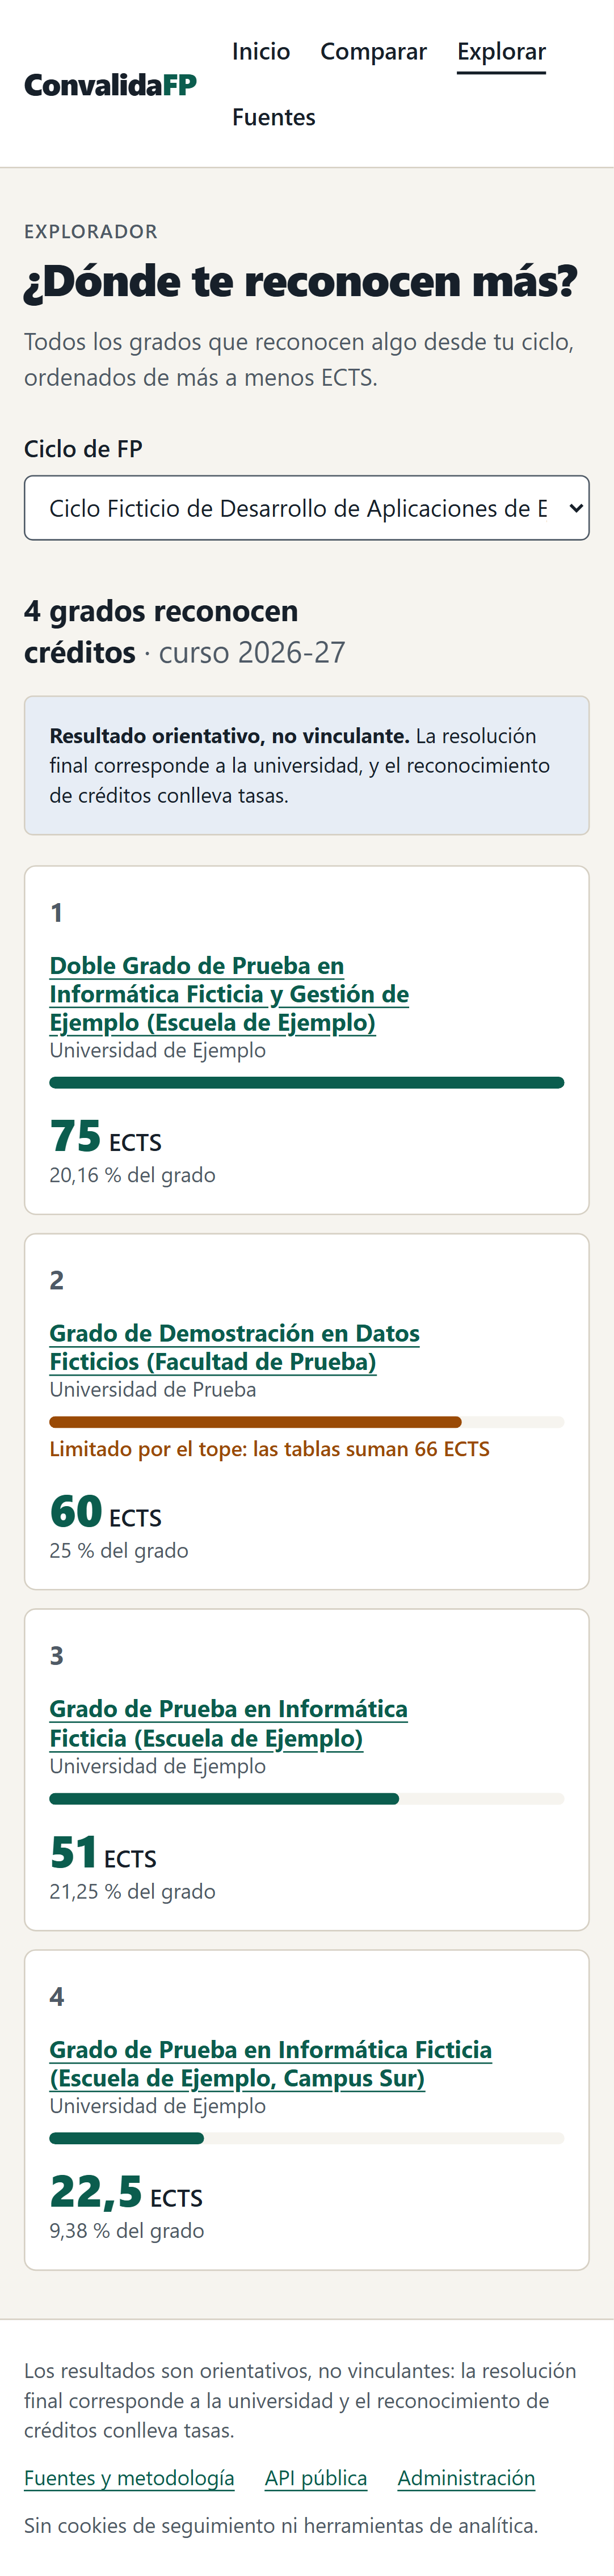 ConvalidaFP
Inicio Comparar Explorar
Fuentes
EXPLORADOR
¿Dónde te reconocen más?
Todos los grados que reconocen algo desde tu ciclo,
ordenados de más a menos ECTS.
Ciclo de FP
Ciclo Ficticio de Desarrollo de Aplicaciones de E
4 grados reconocen
créditos · curso 2026-27
Resultado orientativo, no vinculante. La resolución
final corresponde a la universidad, y el reconocimiento
de créditos conlleva tasas.
1
Doble Grado de Prueba en
Informática Ficticia y Gestión de
Ejemplo (Escuela de Ejemplo)
Universidad de Ejemplo
75 ECTS
20,16 % del grado
2
Grado de Demostración en Datos
Ficticios (Facultad de Prueba)
Universidad de Prueba
Limitado por el tope: las tablas suman 66 ECTS
60 ECTS
25 % del grado
3
Grado de Prueba en Informática
Ficticia (Escuela de Ejemplo)
Universidad de Ejemplo
51 ECTS
21,25 % del grado
4
Grado de Prueba en Informática Ficticia
(Escuela de Ejemplo, Campus Sur)
Universidad de Ejemplo
22,5 ECTS
9,38 % del grado
Los resultados son orientativos, no vinculantes: la resolución
final corresponde a la universidad y el reconocimiento de
créditos conlleva tasas.
Fuentes y metodología API pública Administración
Sin cookies de seguimiento ni herramientas de analítica.